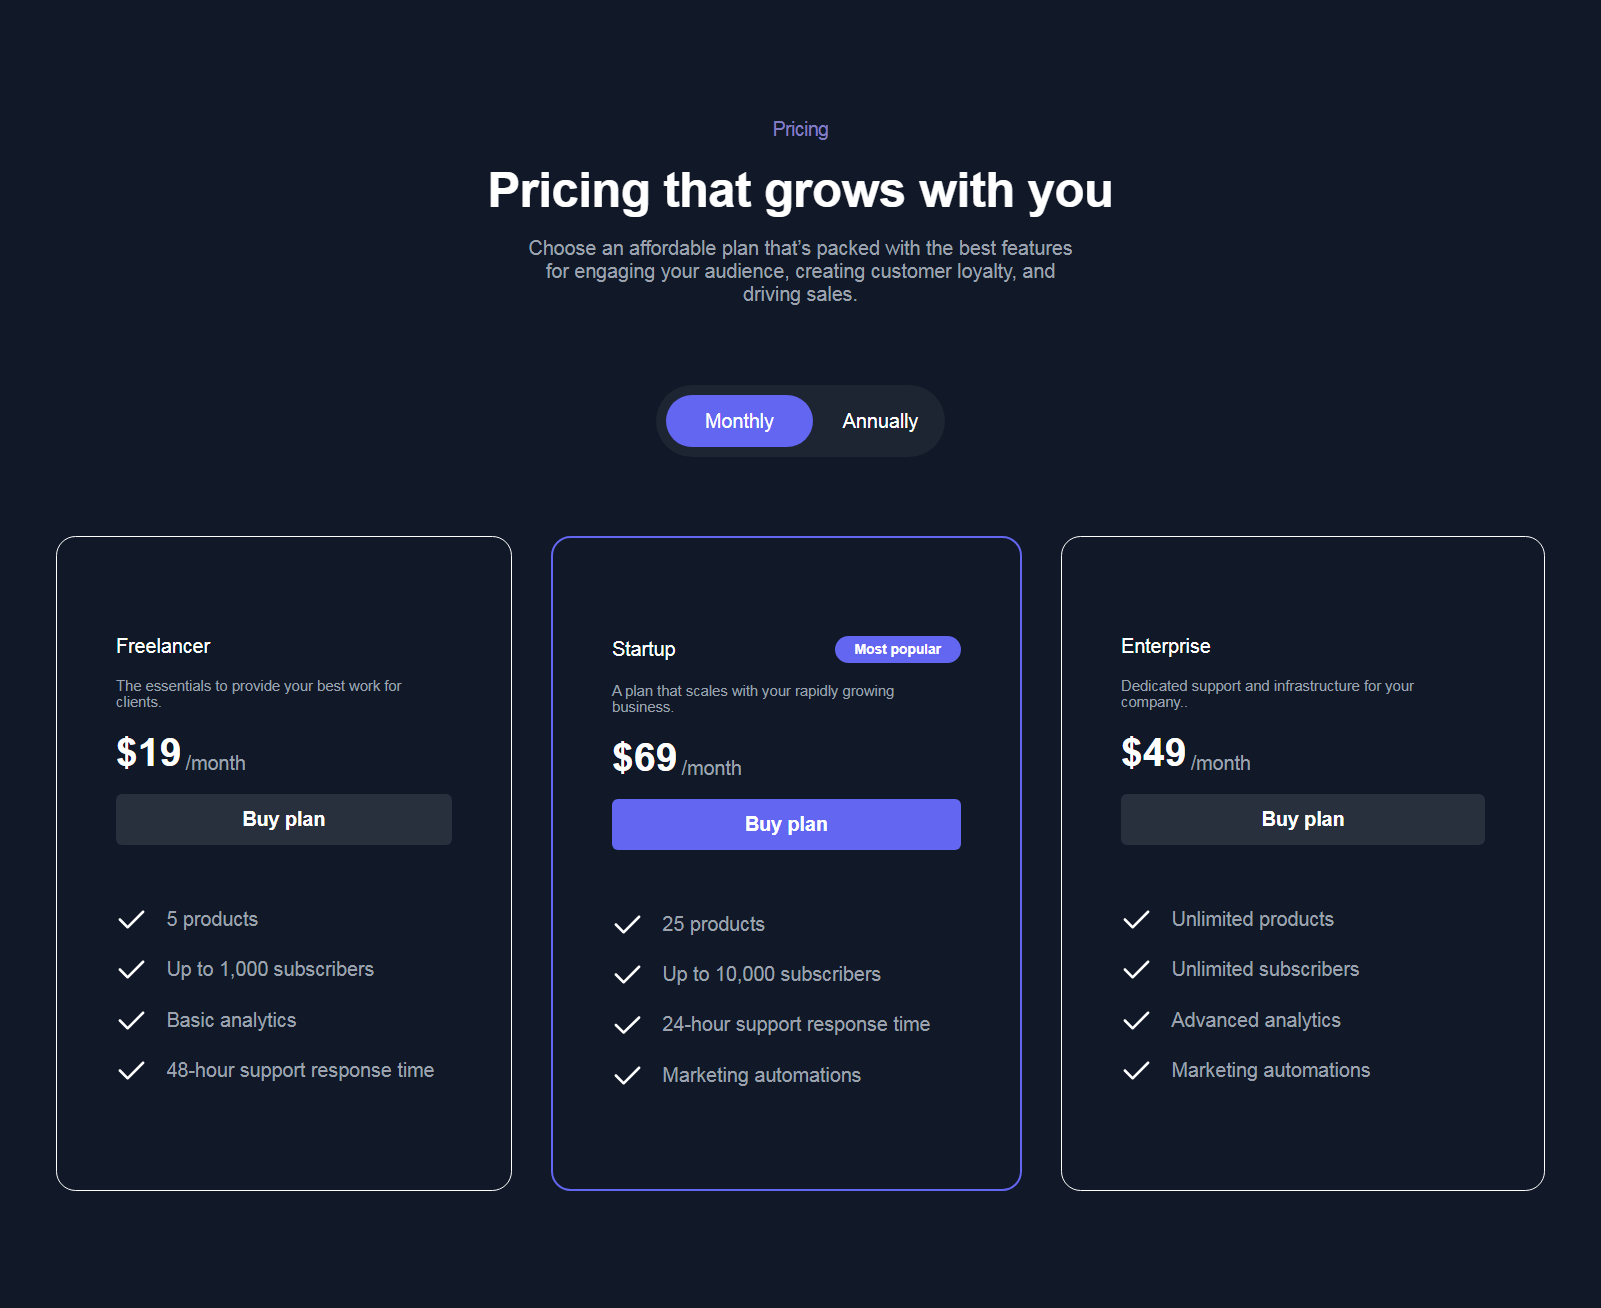 Pricing
Pricing that grows with you
Choose an affordable plan that’s packed with the best features
for engaging your audience, creating customer loyalty, and
driving sales.
Monthly
Annually
Freelancer
The essentials to provide your best work for
clients.
$19 /month
Buy plan
5 products
Up to 1,000 subscribers
Basic analytics
48-hour support response time
Startup
Most popular
A plan that scales with your rapidly growing
business.
$69 /month
Buy plan
25 products
Up to 10,000 subscribers
24-hour support response time
Marketing automations
Enterprise
Dedicated support and infrastructure for your
company..
$49 /month
Buy plan
Unlimited products
Unlimited subscribers
Advanced analytics
Marketing automations